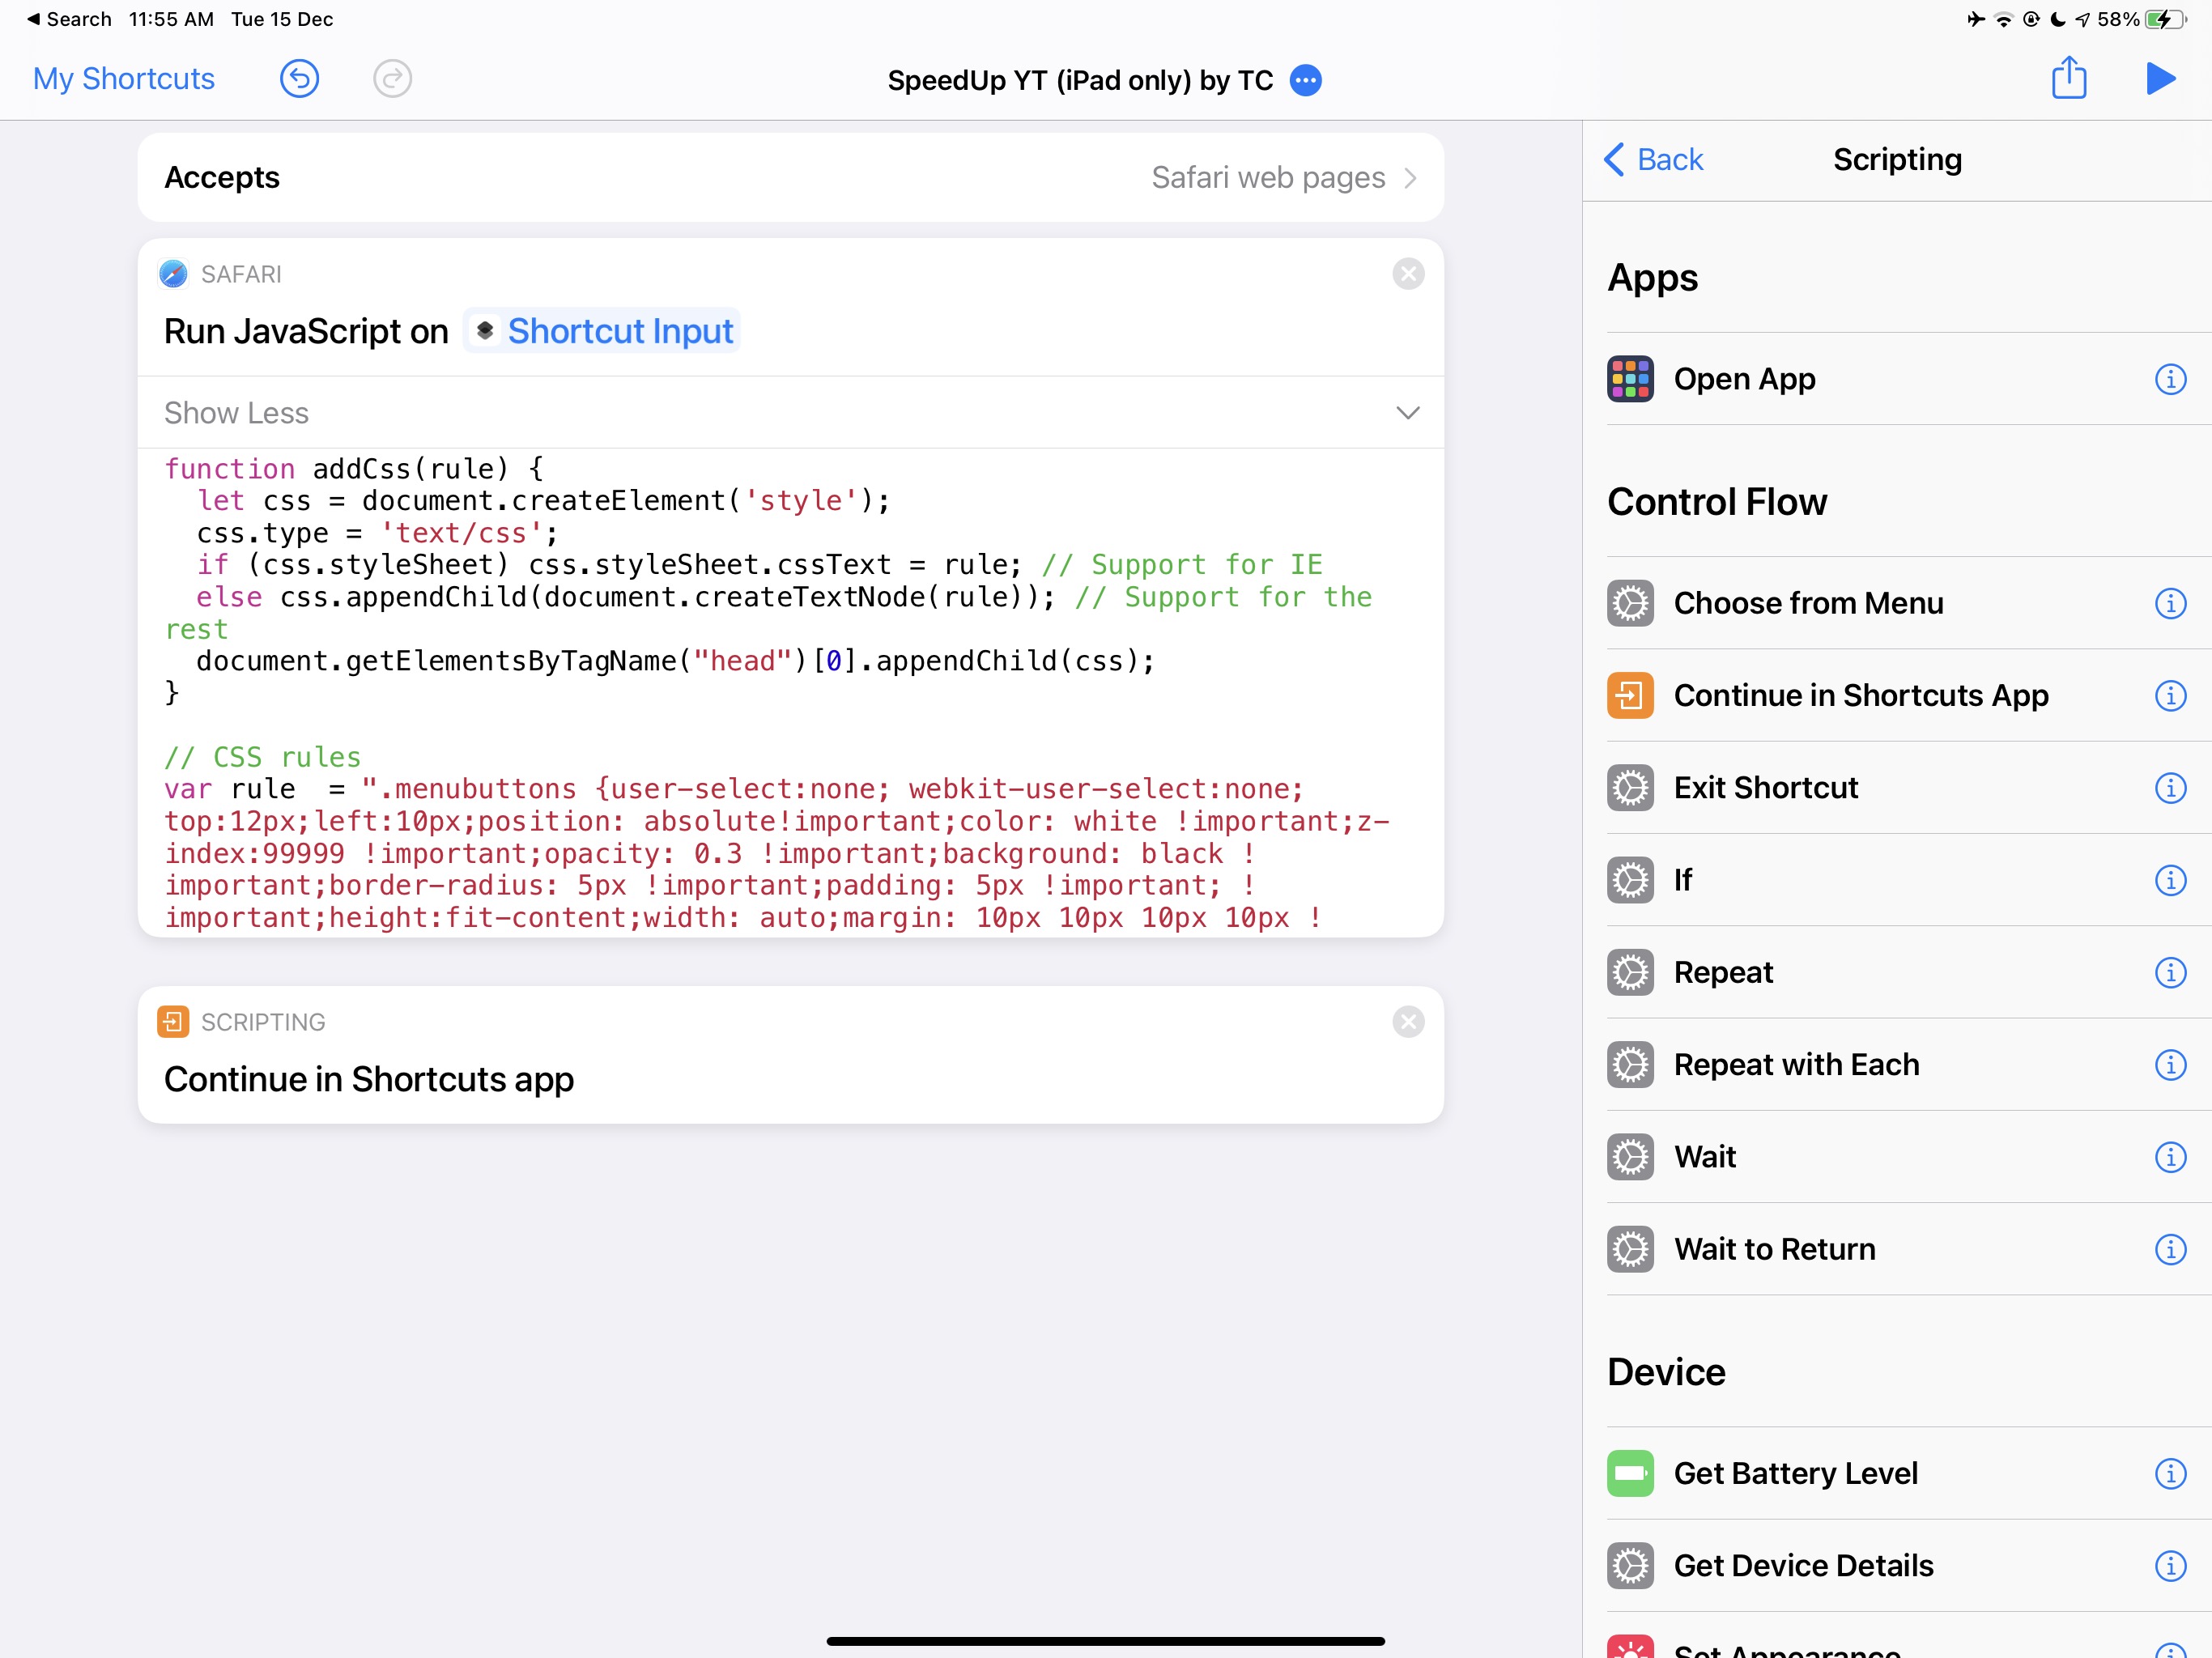 Search 11:55 AM Tue 15 Dec
58%
My Shortcuts
SpeedUp YT (iPad only) by TC
Accepts
Safari web pages
SAFARI
Run JavaScript on Shortcut Input
Show Less
function addCss(rule) {
  let css = document.createElement('style');
  css.type = 'text/css';
  if (css.styleSheet) css.styleSheet.cssText = rule; // Support for IE
  else css.appendChild(document.createTextNode(rule)); // Support for the
rest
  document.getElementsByTagName("head")[0].appendChild(css);
}
// CSS rules
var rule  = ".menubuttons {user-select:none; webkit-user-select:none;
top:12px;left:10px;position: absolute!important;color: white !important;z-
index:99999 !important;opacity: 0.3 !important;background: black !
important;border-radius: 5px !important;padding: 5px !important; !
important;height:fit-content;width: auto;margin: 10px 10px 10px 10px !
SCRIPTING
Continue in Shortcuts app
Back
Scripting
Apps
Open App
Control Flow
Choose from Menu
Continue in Shortcuts App
Exit Shortcut
If
Repeat
Repeat with Each
Wait
Wait to Return
Device
Get Battery Level
Get Device Details
Set Appearance